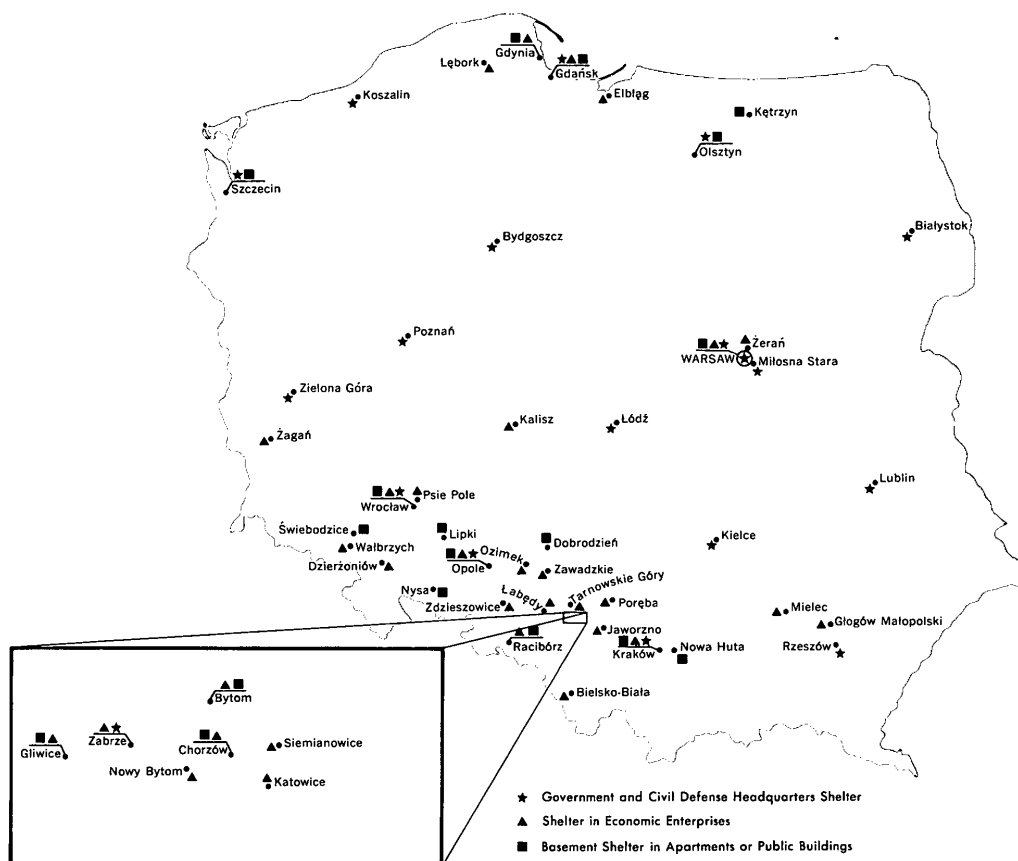 Gdynia
Lębork
Gdańsk
Koszalin
Elbląg
Kętrzyn
Olsztyn
Szczecin
Białystok
Bydgoszcz
Poznań
Żerań
WARSAW
Miłosna Stara
Zielona Góra
Kalisz
Łódź
Żagań
Lublin
Psie Pole
Wrocław
Świebodzice
Lipki
Kielce
Wałbrzych
Ozimek
Dobrodzień
Dzierżoniów
Opole
Zawadzkie
Nysa
Łabędy
Tarnowskie Góry
Zdzieszowice
Poręba
Mielec
Głogów Małopolski
Jaworzno
Racibórz
Kraków
Nowa Huta
Rzeszów
Bielsko-Biała
Bytom
Gliwice
Zabrze
Chorzów
Siemianowice
Nowy Bytom
Katowice
Government and Civil Defense Headquarters Shelter
Shelter in Economic Enterprises
Basement Shelter in Apartments or Public Buildings